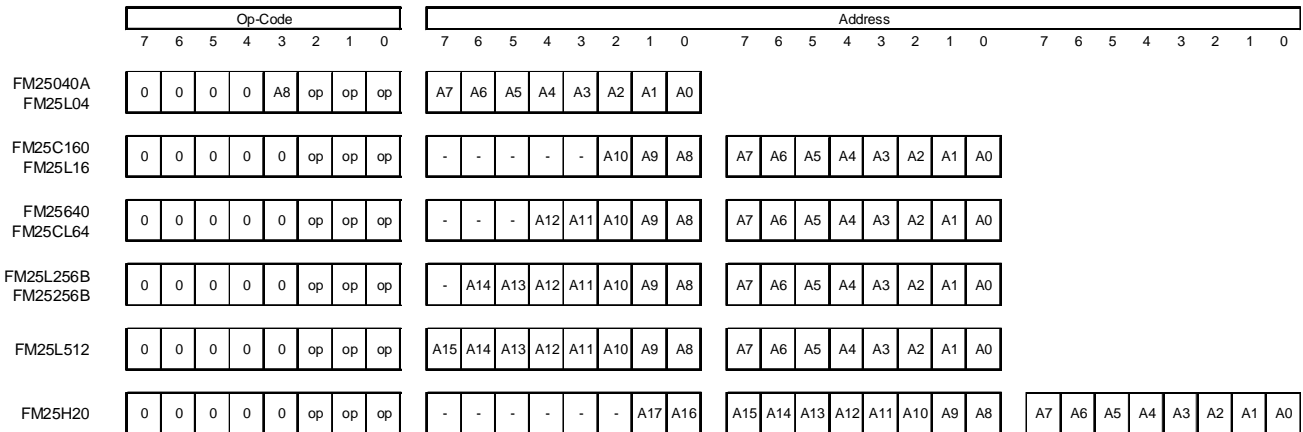 Op-Code Address
7 6 5 4 3 2 1 0 7 6 5 4 3 2 1 0 7 6 5 4 3 2 1 0 7 6 5 4 3 2 1 0
FM25040A
FM25L04
0 0 0 0 A8 op op op A7 A6 A5 A4 A3 A2 A1 A0
FM25C160
FM25L16
0 0 0 0 0 op op op - - - - - A10 A9 A8 A7 A6 A5 A4 A3 A2 A1 A0
FM25640
FM25CL64
0 0 0 0 0 op op op - - - A12 A11 A10 A9 A8 A7 A6 A5 A4 A3 A2 A1 A0
FM25L256B
FM25256B
0 0 0 0 0 op op op - A14 A13 A12 A11 A10 A9 A8 A7 A6 A5 A4 A3 A2 A1 A0
FM25L512
0 0 0 0 0 op op op A15 A14 A13 A12 A11 A10 A9 A8 A7 A6 A5 A4 A3 A2 A1 A0
FM25H20
0 0 0 0 0 op op op - - - - - - A17 A16 A15 A14 A13 A12 A11 A10 A9 A8 A7 A6 A5 A4 A3 A2 A1 A0